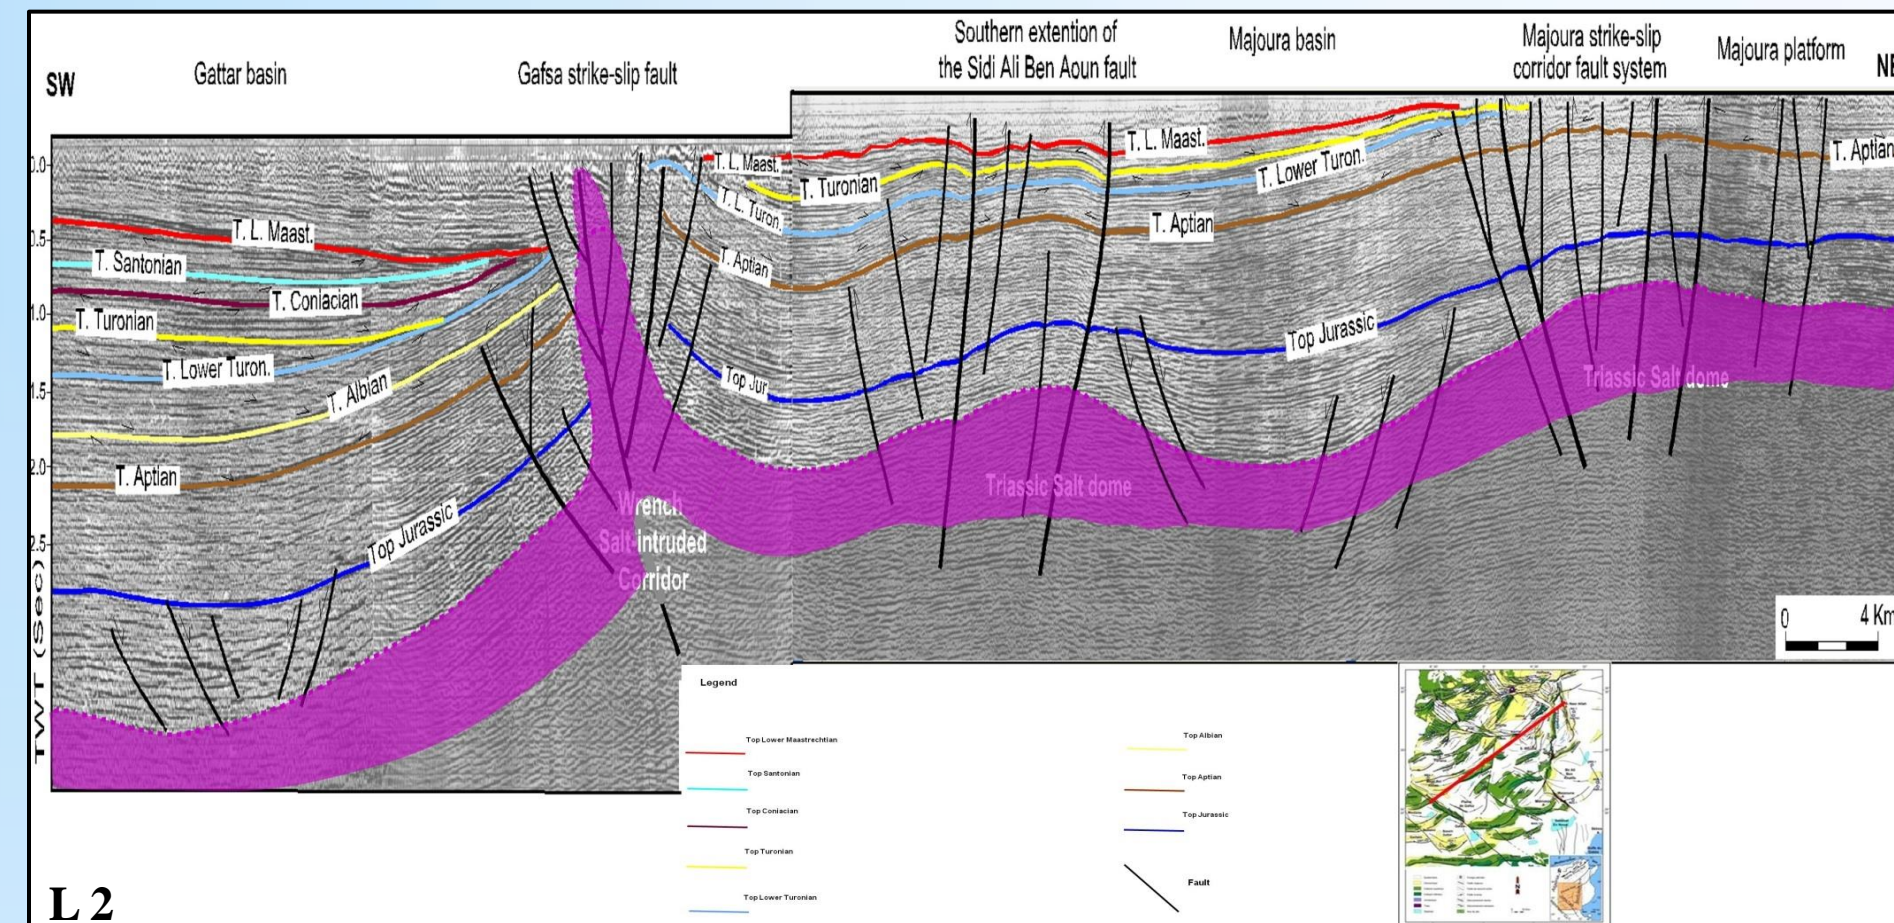 Southern extention of
the Sidi Ali Ben Aoun fault
Majoura basin
Majoura strike-slip
corridor fault system
Majoura platform
SW
Gattar basin
Gafsa strike-slip fault
NE
0.0
0.5
1.0
1.5
2.0
2.5
TWT (Sec)
T. L. Maast.
T. Santonian
T. Coniacian
T. Turonian
T. Lower Turon.
T. Albian
T. Aptian
Top Jurassic
T. L. Maast.
T. L. Turon.
T. Aptian
Top Jur.
T. Turonian
T. L. Maast.
T. Lower Turon.
T. Aptian
Top Jurassic
T. Aptian
Triassic Salt dome
Triassic Salt dome
Wrench
Salt-intruded
Corridor
0 4 Km
Legend
Top Lower Maastrechtian
Top Santonian
Top Coniacian
Top Turonian
Top Lower Turonian
Top Albian
Top Aptian
Top Jurassic
Fault
L 2